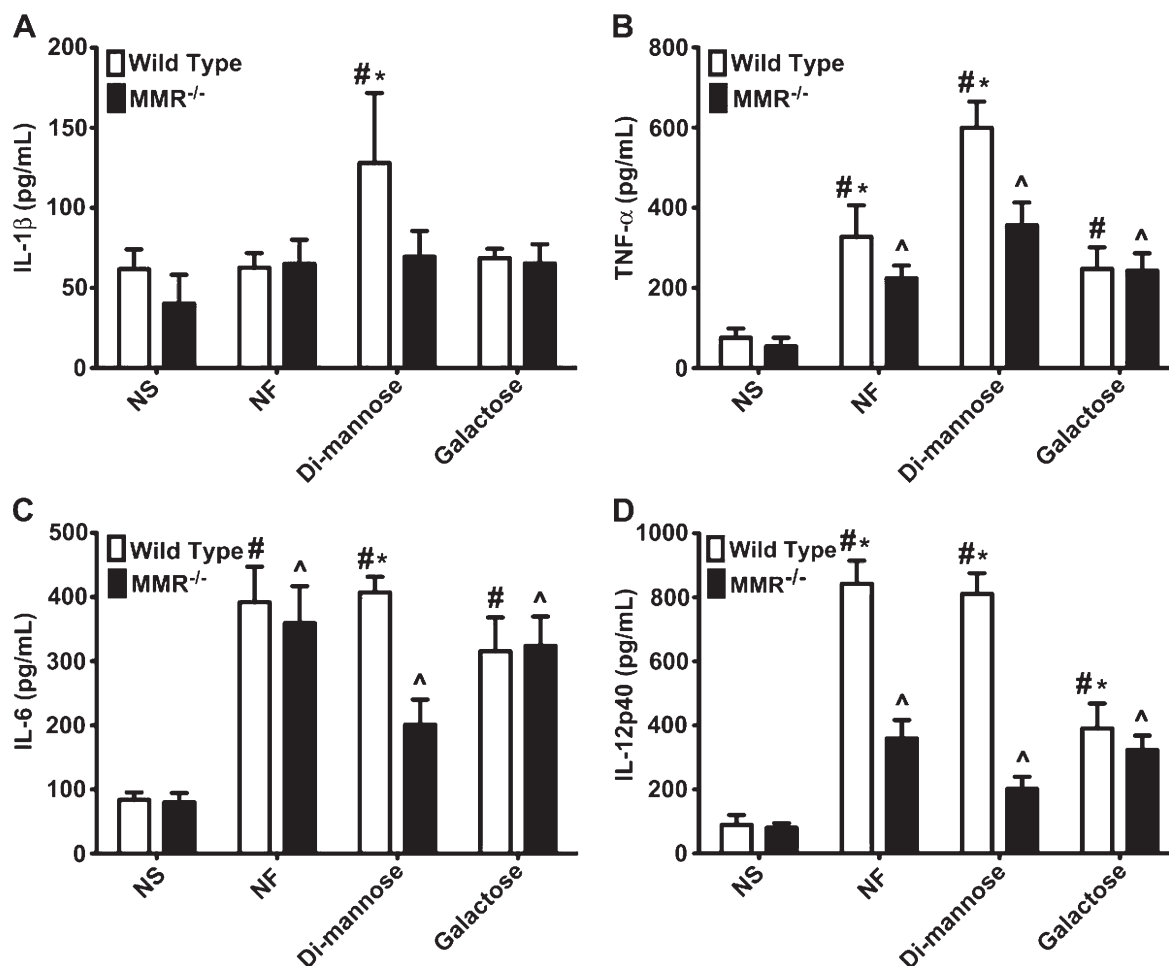 A
IL-1β (pg/mL)
200
150
100
50
0
Wild Type
MMR-/-
#*
NS
NF
Di-mannose
Galactose
B
TNF-α (pg/mL)
800
600
400
200
0
Wild Type
MMR-/-
#*
^
#*
^
#
^
NS
NF
Di-mannose
Galactose
C
IL-6 (pg/mL)
500
400
300
200
100
0
Wild Type
MMR-/-
#
^
#*
^
#
^
NS
NF
Di-mannose
Galactose
D
IL-12p40 (pg/mL)
1000
800
600
400
200
0
Wild Type
MMR-/-
#*
^
#*
^
#*
^
NS
NF
Di-mannose
Galactose